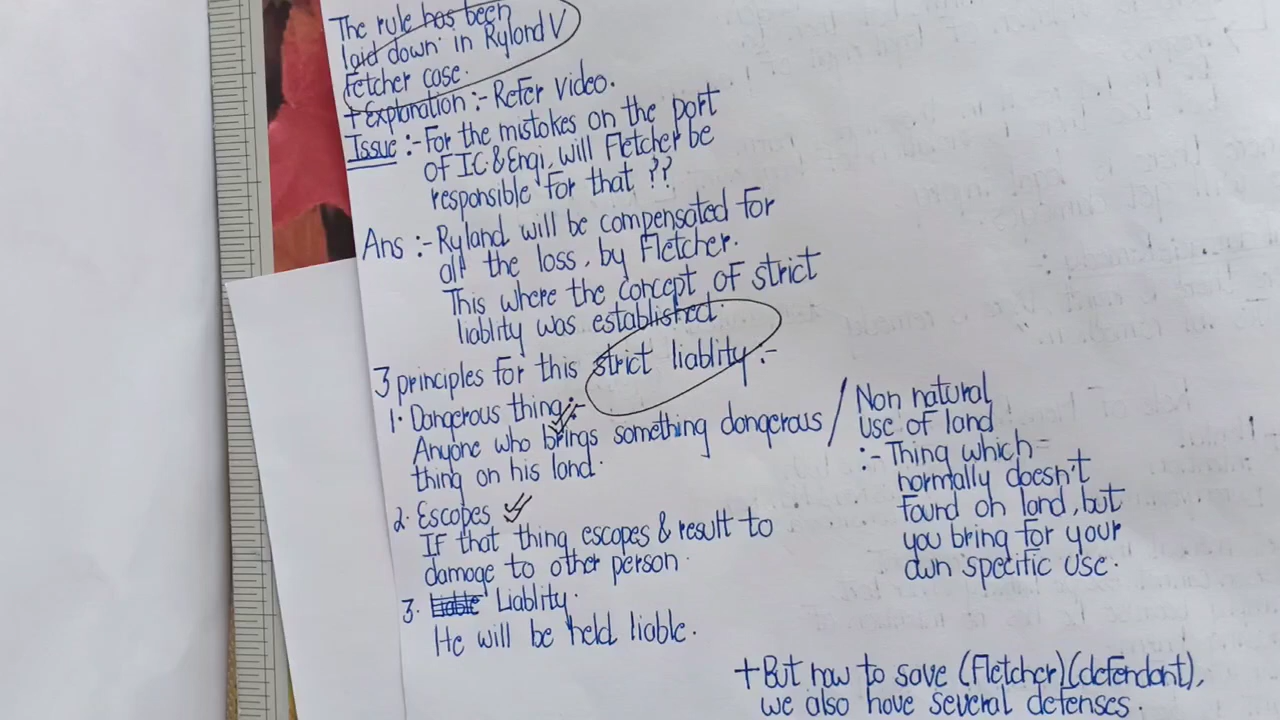 The rule has been
laid down in Rylond V
Fetcher case.
+ Explanation :- Refer video.
Issue :- For the mistakes on the part
of IC & Engi, will Fletcher be
responsible for that ??
Ans :- Ryland will be compensated for
all the loss, by Fletcher.
This where the concept of strict
liablity was established.
3 principles for this strict liablity :-
1. Dangerous thing :-
Anyone who brings something dangerous /
thing on his land.
Non natural
Use of land
:- Thing which
normally doesn't
found on land, but
you bring for your
own specific use.
2. Escapes
If that thing escapes & result to
damage to other person.
3. Liablity.
He will be held liable.
+ But now to save (Fletcher) (defendant),
we also have several defenses.